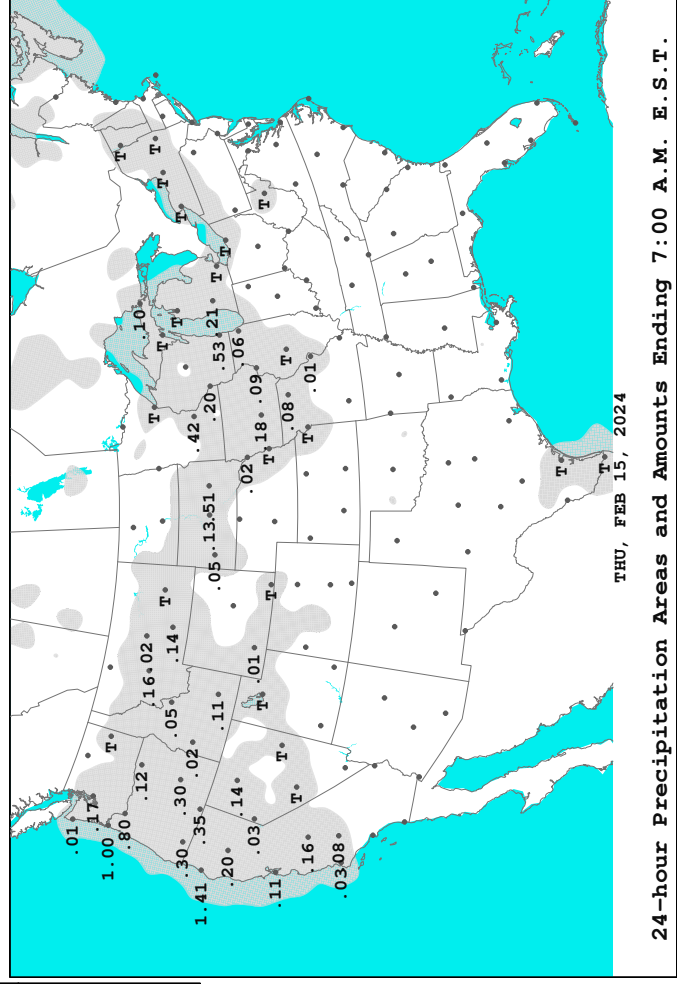 .01
.17
1.00 T T
.80
.12 .10
.16 .02 T T
T T
.05 .14 T T
.30 T T
.30 .02 .42
1.41 .35 .20
.05 .13 .51 .21 T
.11 .53 T
.20
.14 .06
.03 .01 .02 .09
T .18 T
T T
.11 T T
T .08
.16 T .01
.03 .08
T
T
THU, FEB 15, 2024
24-hour Precipitation Areas and Amounts Ending 7:00 A.M. E.S.T.